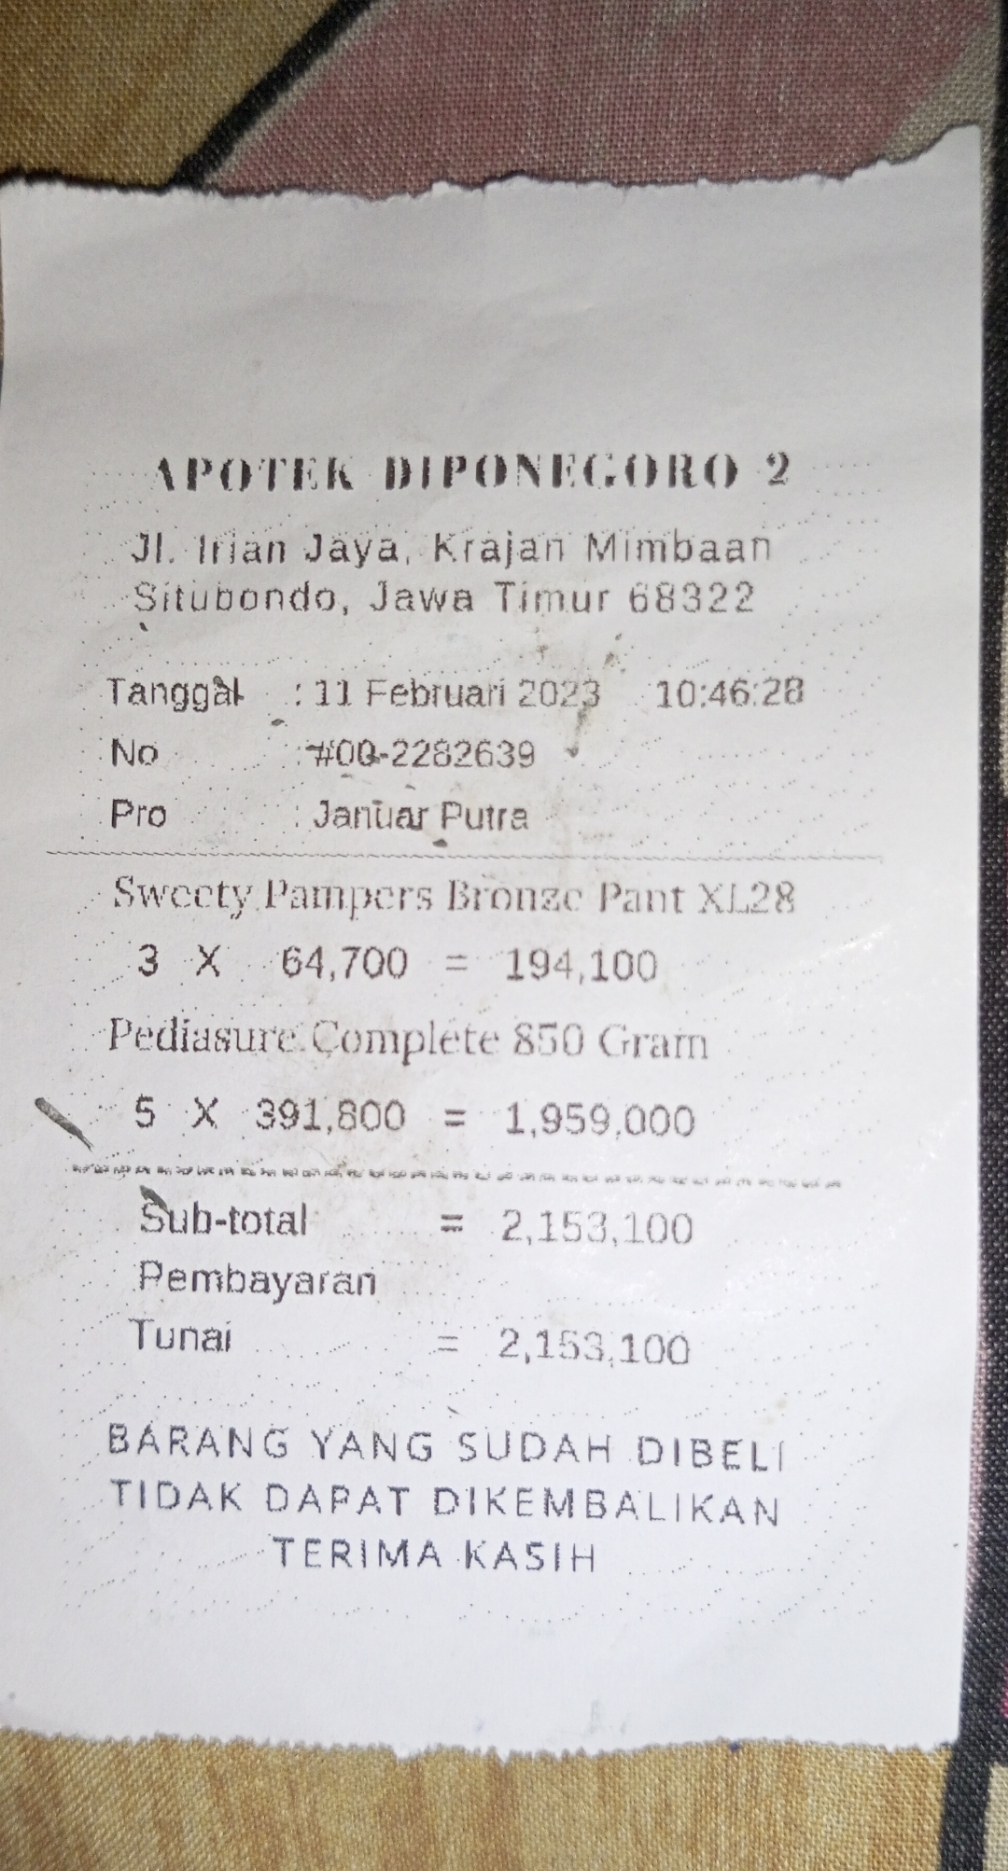 APOTEK DIPONEGORO 2
Jl. Irian Jaya, Krajan Mimbaan
Situbondo, Jawa Timur 68322
Tanggal : 11 Februari 2023 10:46:28
No : #00-2282639
Pro : Januar Putra
Sweety Pampers Bronze Pant XL28
3 X 64,700 = 194,100
Pediasure Complete 850 Gram
5 X 391,800 = 1,959,000
Sub-total = 2,153,100
Pembayaran
Tunai = 2,153,100
BARANG YANG SUDAH DIBELI
TIDAK DAPAT DIKEMBALIKAN
TERIMA KASIH